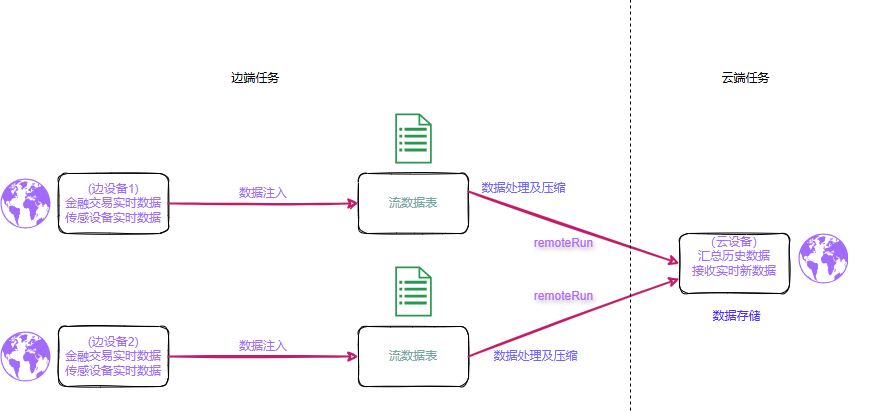 边端任务
云端任务
(边设备1)
金融交易实时数据
传感设备实时数据
数据注入
流数据表
数据处理及压缩
remoteRun
(云设备)
汇总历史数据
接收实时新数据
数据存储
remoteRun
(边设备2)
金融交易实时数据
传感设备实时数据
数据注入
流数据表
数据处理及压缩